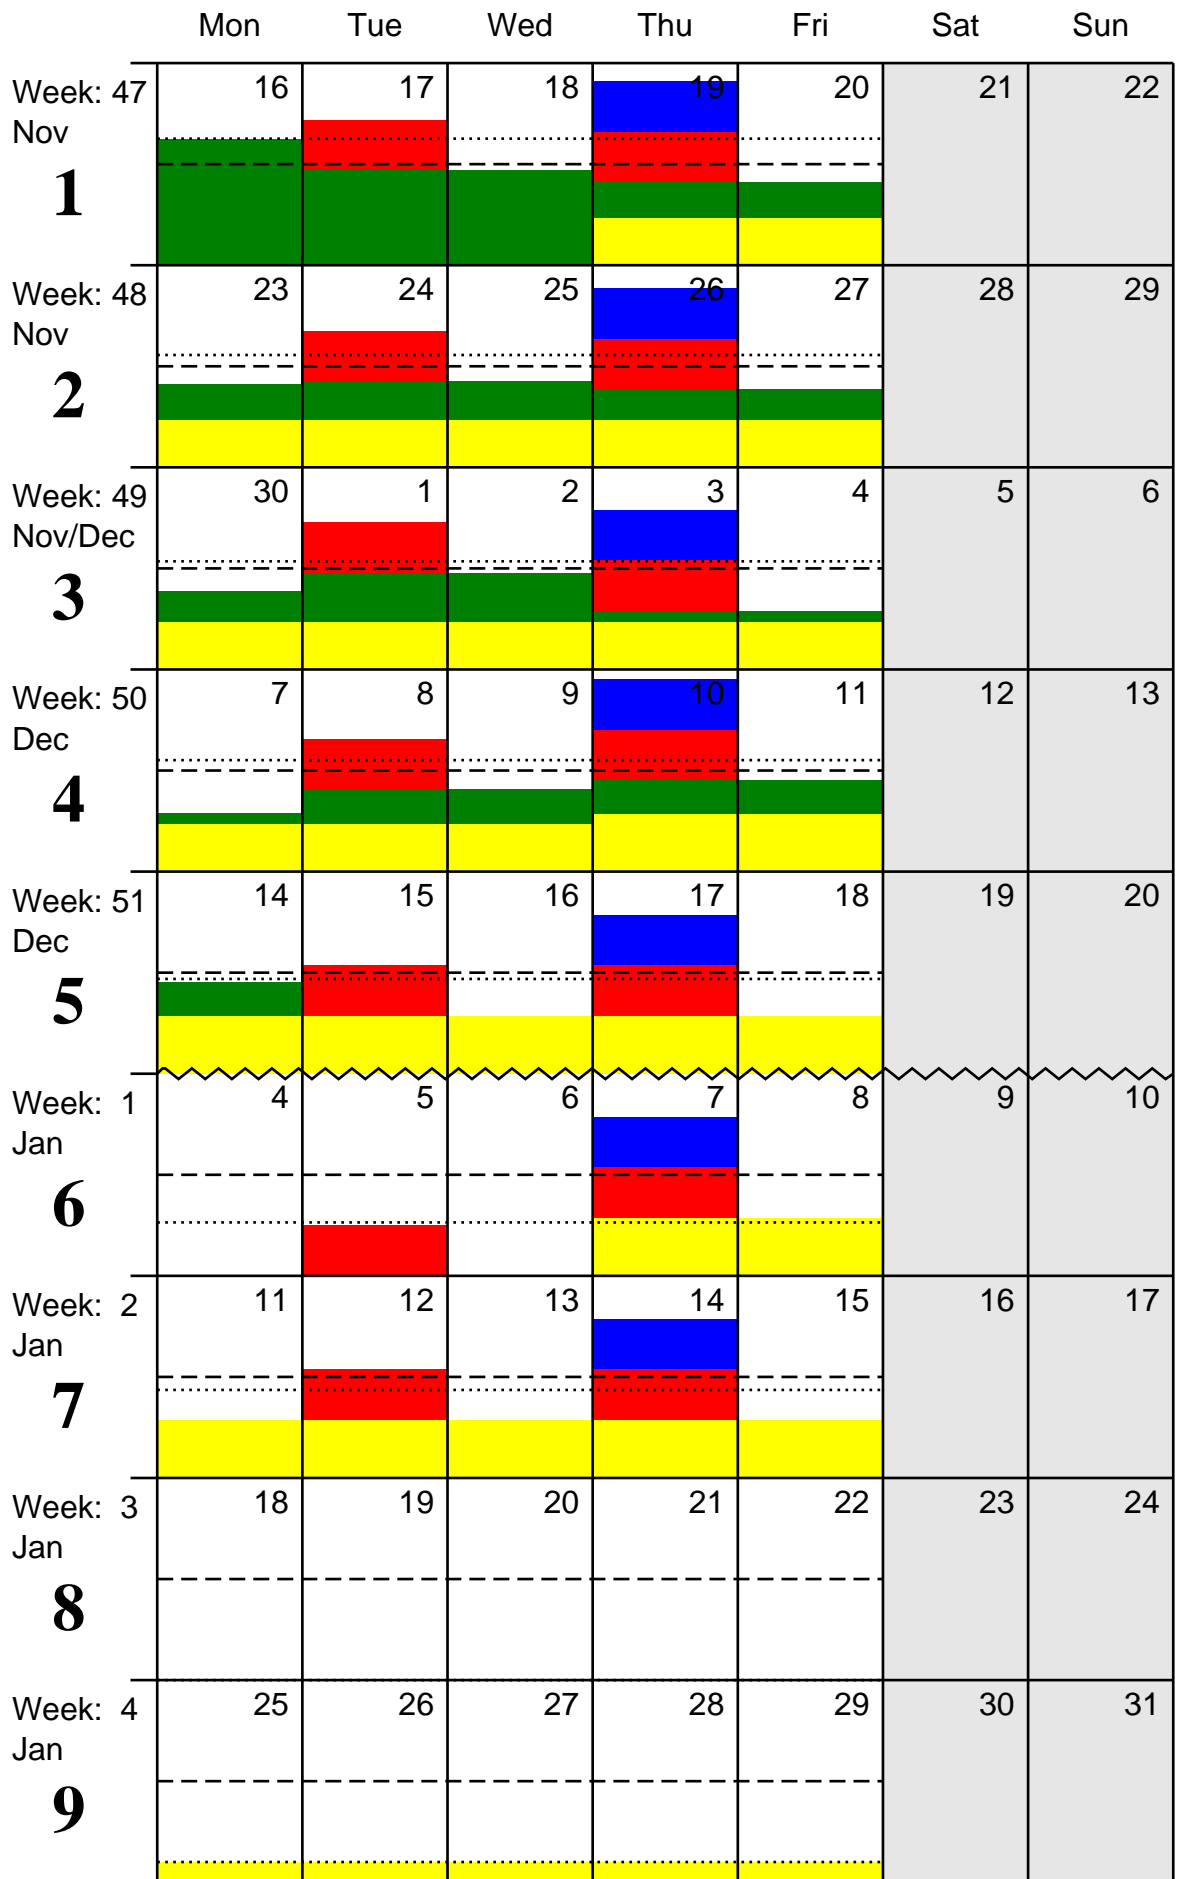 Mon Tue Wed Thu Fri Sat Sun
Week: 47 16 17 18 19 20 21 22
Nov
1
Week: 48 23 24 25 26 27 28 29
Nov
2
Week: 49 30 1 2 3 4 5 6
Nov/Dec
3
Week: 50 7 8 9 10 11 12 13
Dec
4
Week: 51 14 15 16 17 18 19 20
Dec
5
Week: 1 4 5 6 7 8 9 10
Jan
6
Week: 2 11 12 13 14 15 16 17
Jan
7
Week: 3 18 19 20 21 22 23 24
Jan
8
Week: 4 25 26 27 28 29 30 31
Jan
9